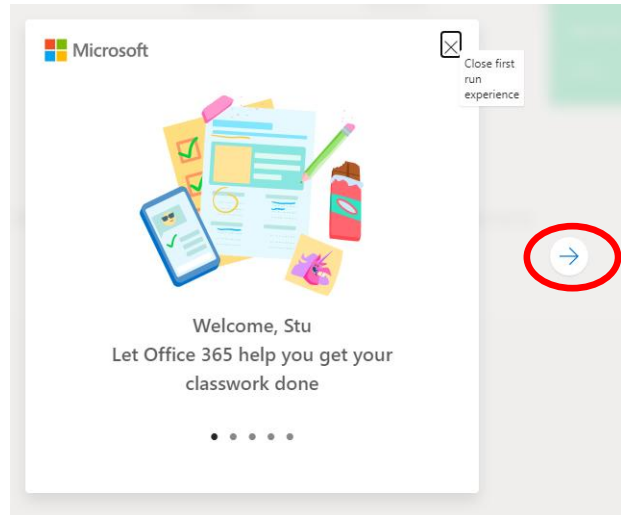 Microsoft
Close first
run
experience
Welcome, Stu
Let Office 365 help you get your
classwork done